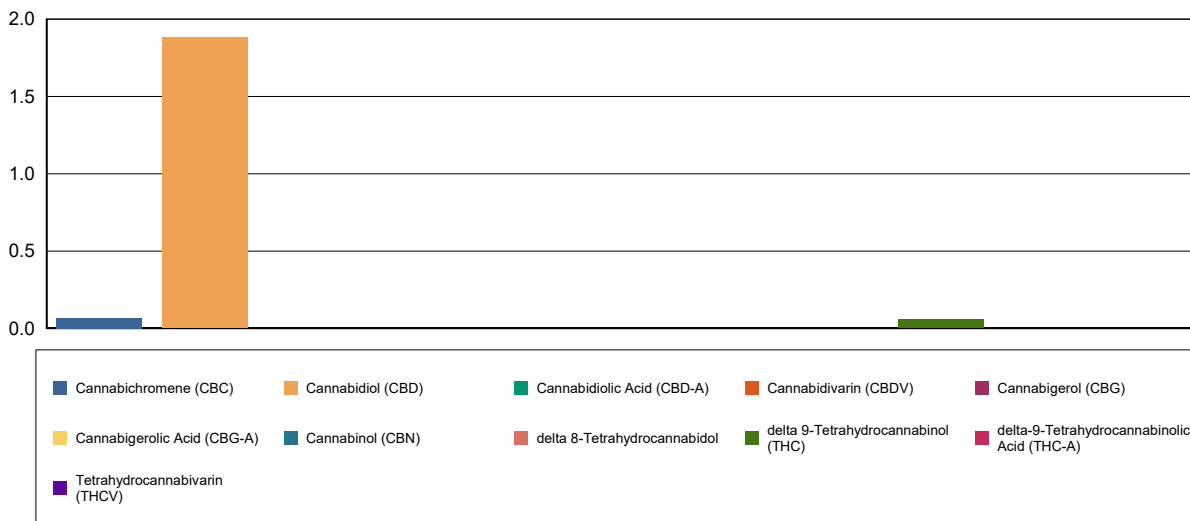 2.0
1.5
1.0
0.5
0.0
Cannabichromene (CBC)
Cannabidiol (CBD)
Cannabidiolic Acid (CBD-A)
Cannabidivarin (CBDV)
Cannabigerol (CBG)
Cannabigerolic Acid (CBG-A)
Cannabinol (CBN)
delta 8-Tetrahydrocannabidol
delta 9-Tetrahydrocannabinol
(THC)
delta-9-Tetrahydrocannabinolic
Acid (THC-A)
Tetrahydrocannabivarin
(THCV)